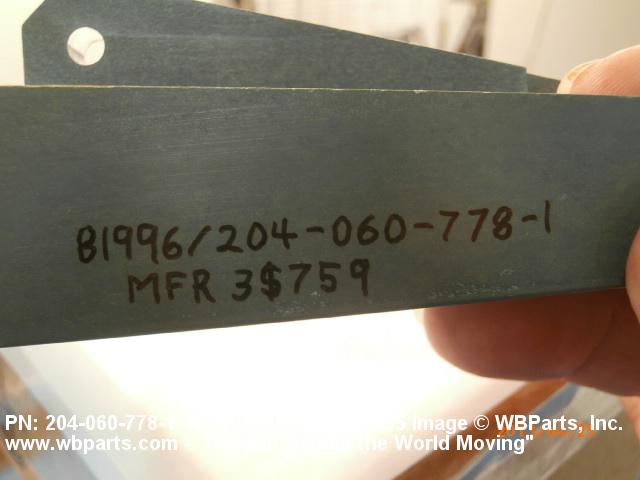 81996/204-060-778-1
MFR 3$759
PN: 204-060-778-1 image © WBParts, Inc.
www.wbparts.com the World Moving"